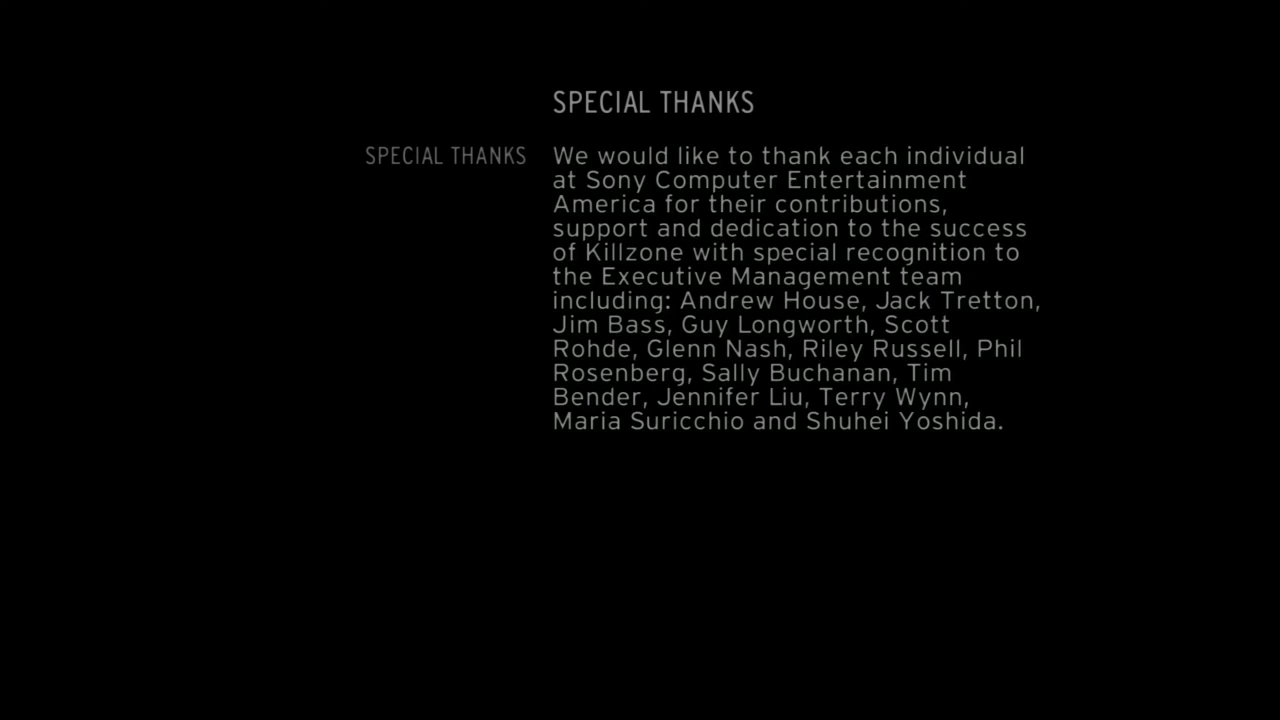 SPECIAL THANKS
SPECIAL THANKS We would like to thank each individual
at Sony Computer Entertainment
America for their contributions,
support and dedication to the success
of Killzone with special recognition to
the Executive Management team
including: Andrew House, Jack Tretton,
Jim Bass, Guy Longworth, Scott
Rohde, Glenn Nash, Riley Russell, Phil
Rosenberg, Sally Buchanan, Tim
Bender, Jennifer Liu, Terry Wynn,
Maria Suricchio and Shuhei Yoshida.